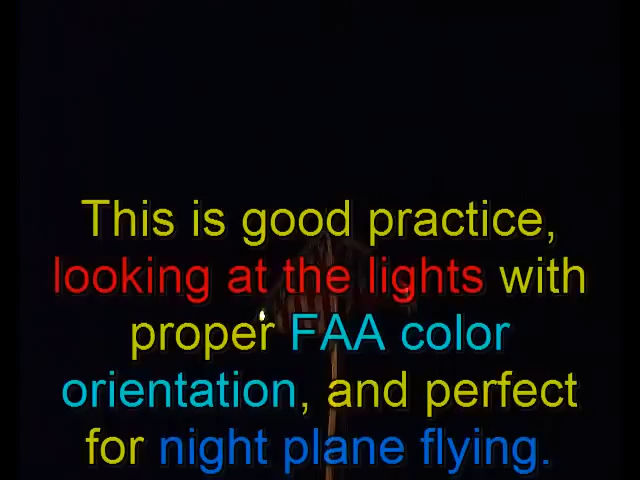 This is good practice,
looking at the lights with
proper FAA color
orientation, and perfect
for night plane flying.